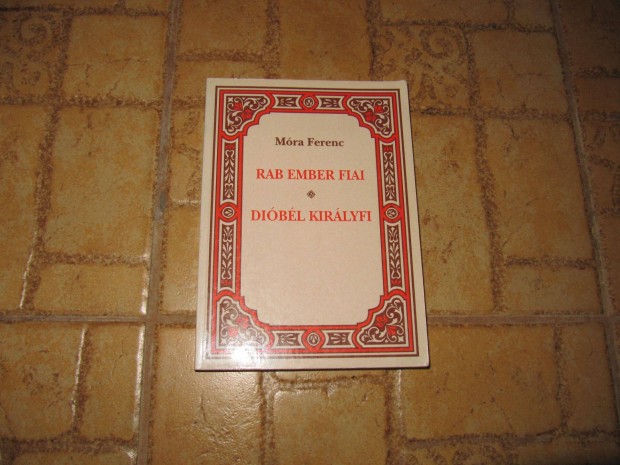 Móra Ferenc
RAB EMBER FIAI
DIÓBÉL KIRÁLYFI